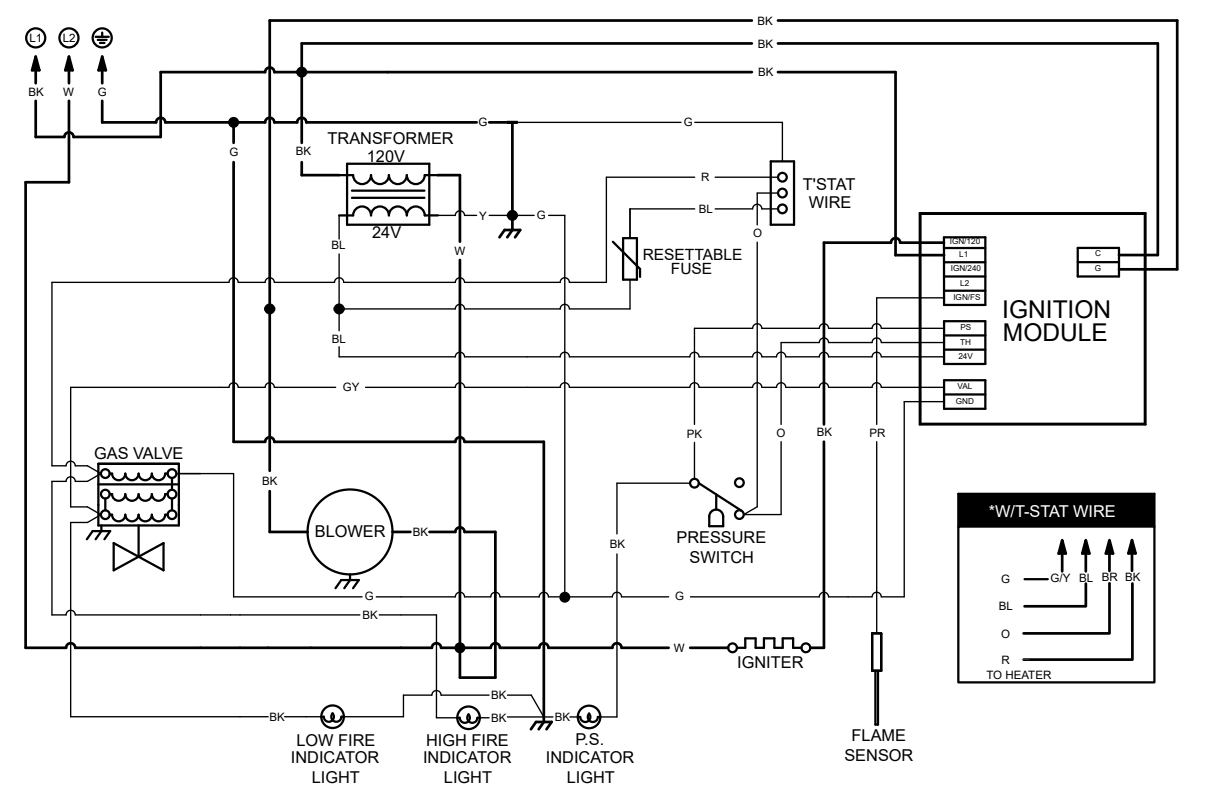 BK
BK
L1 L2
BK
BK W G
G G
TRANSFORMER
G BK 120V
R
T'STAT
WIRE
BL
Y G
24V
O
BL W
RESETTABLE
FUSE
IGN/120
L1
IGN/240
L2
IGN/FS
C
G
IGNITION
MODULE
BL
PS
TH
24V
GY
VAL
GND
PK O BK PR
GAS VALVE
BK
BLOWER BK
PRESSURE
SWITCH
BK
*W/T-STAT WIRE
G G/Y BL BR BK
BL
O
R
TO HEATER
G G
BK
W
IGNITER
BK
BK BK BK
LOW FIRE
INDICATOR
LIGHT
HIGH FIRE
INDICATOR
LIGHT
P.S.
INDICATOR
LIGHT
FLAME
SENSOR